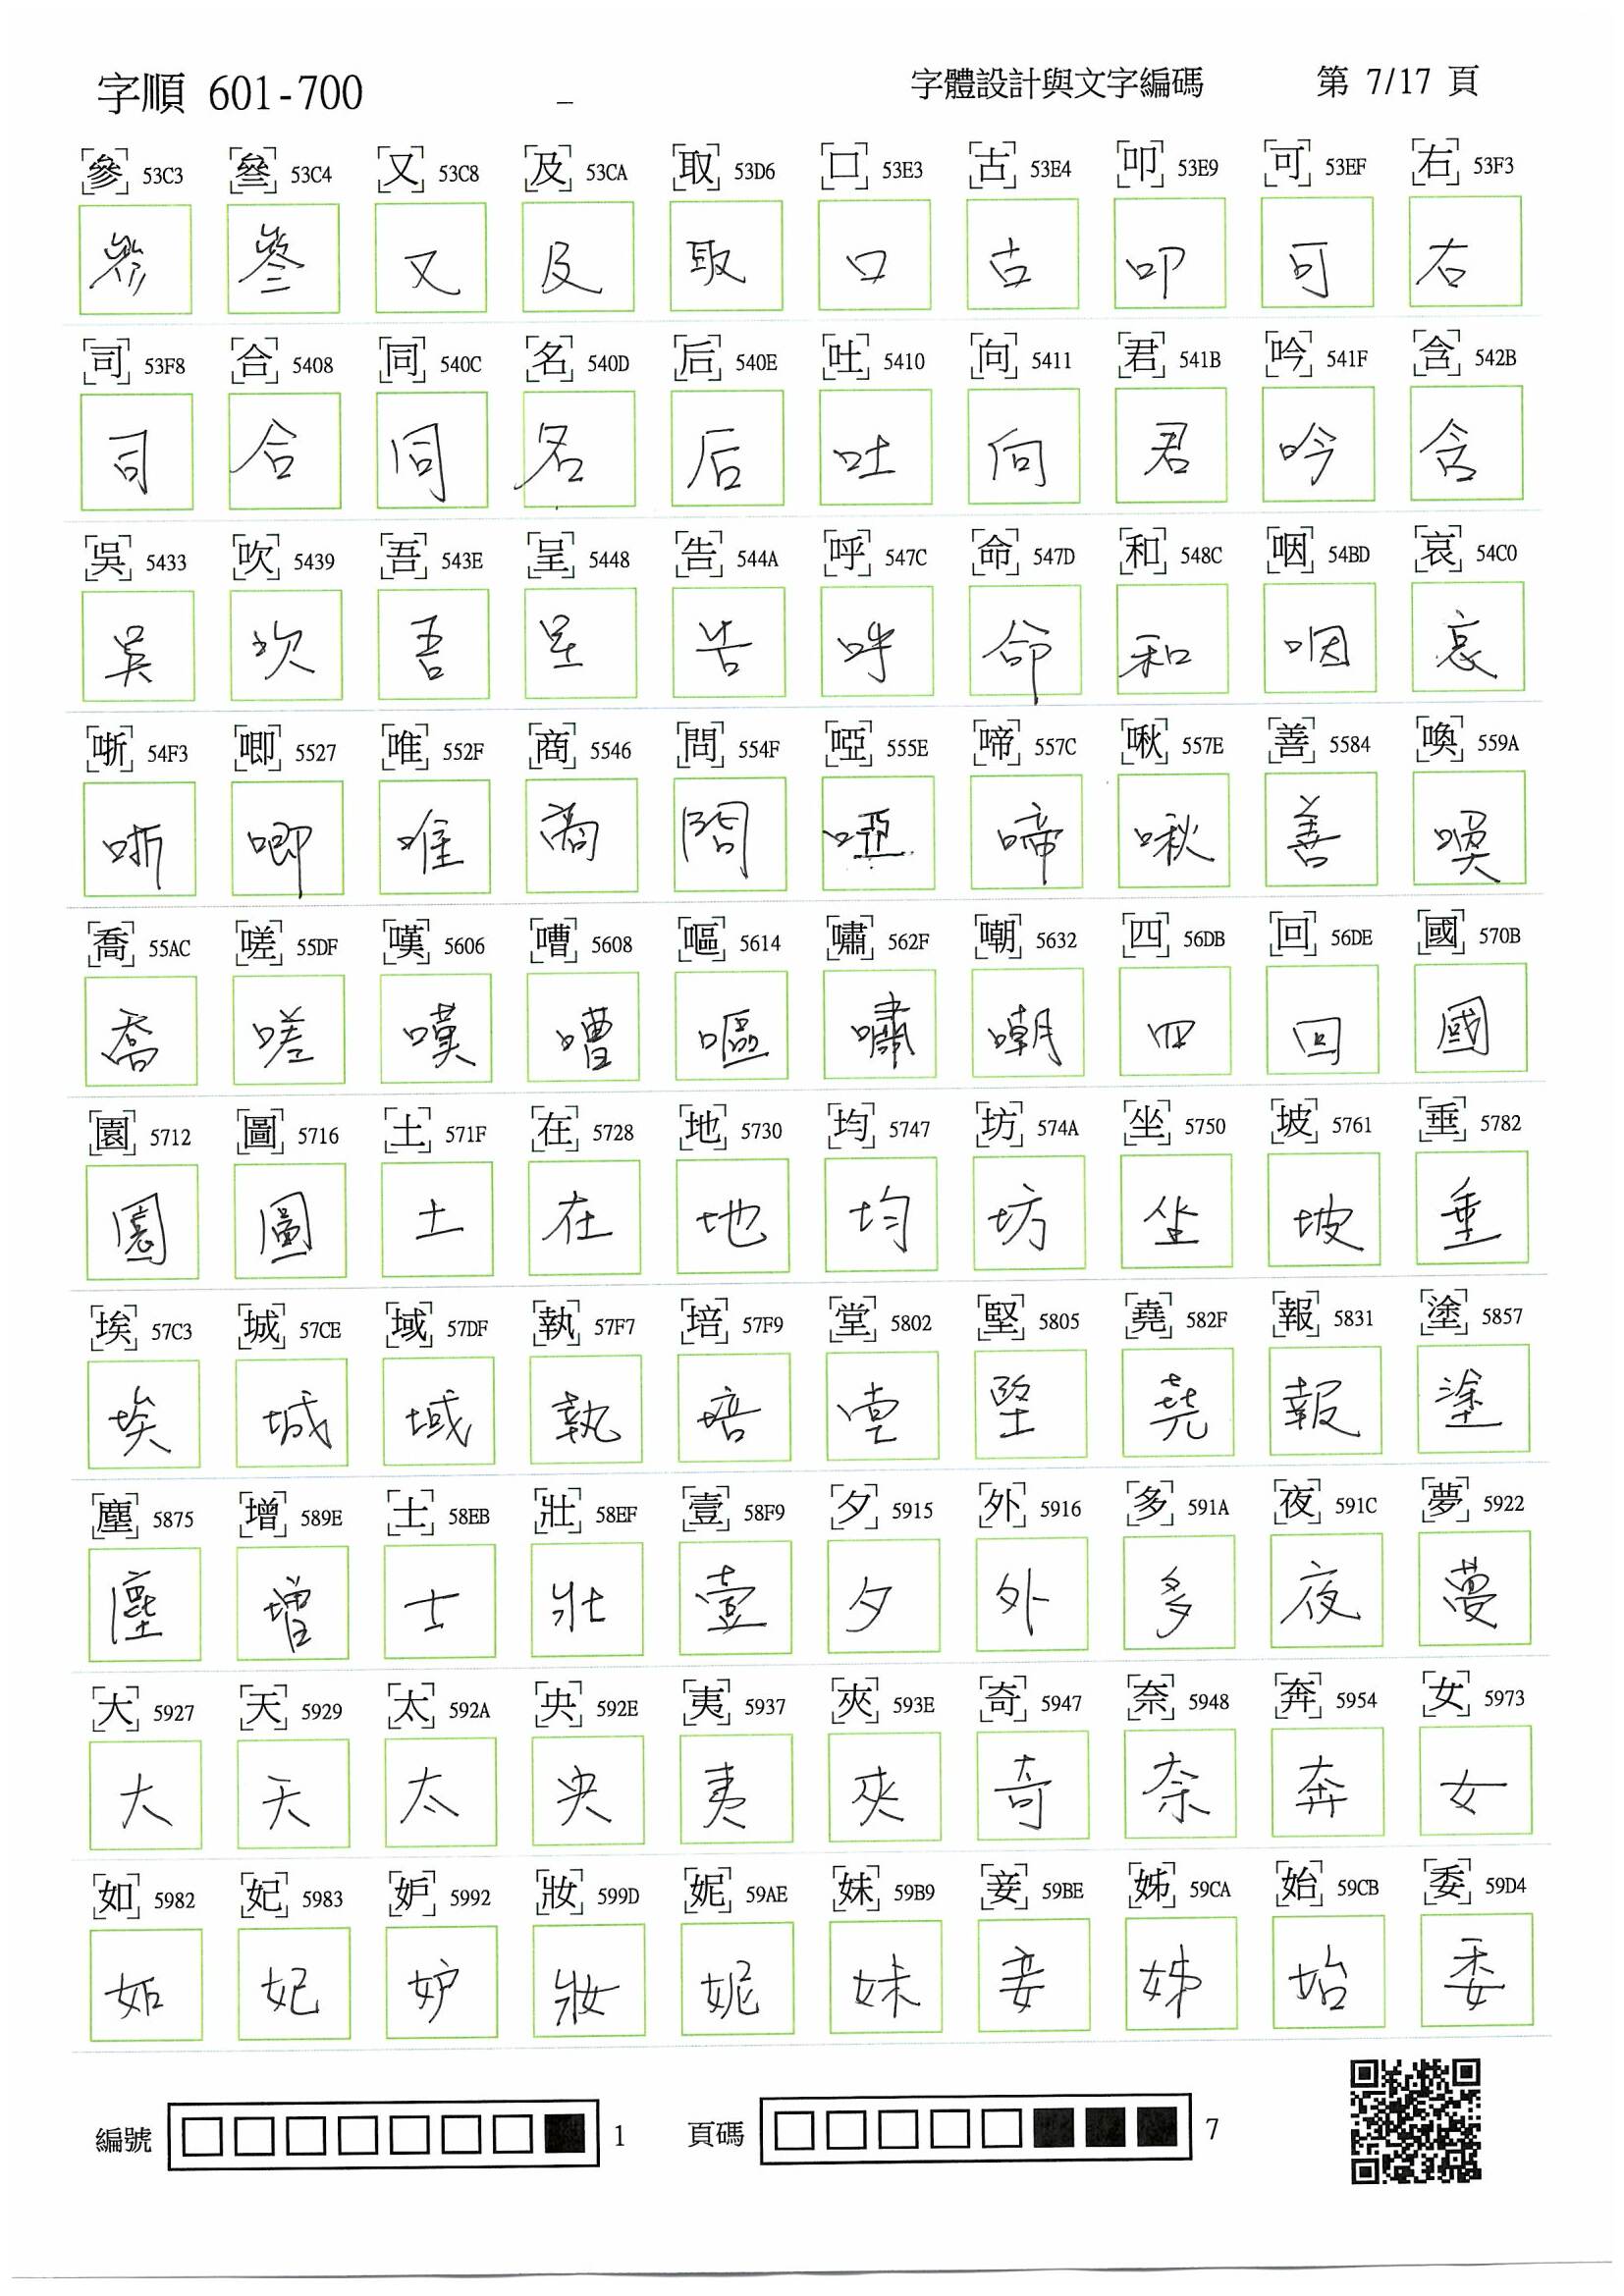 字順 601-700 – 字體設計與文字編碼 第 7/17 頁
參 53C3 叄 53C4 又 53C8 及 53CA 取 53D6 口 53E3 古 53E4 叩 53E9 可 53EF 右 53F3
參 叄 又 及 取 口 古 叩 可 右
司 53F8 合 5408 同 540C 名 540D 后 540E 吐 5410 向 5411 君 541B 吟 541F 含 542B
司 合 同 名 后 吐 向 君 吟 含
吳 5433 吹 5439 吾 543E 呈 5448 告 544A 呼 547C 命 547D 和 548C 咽 54BD 哀 54C0
吳 吹 吾 呈 告 呼 命 和 咽 哀
哳 54F3 唧 5527 唯 552F 商 5546 問 554F 啞 555E 啼 557C 啾 557E 善 5584 喚 559A
哳 唧 唯 商 問 啞 啼 啾 善 喚
喬 55AC 嗟 55DF 嘆 5606 嘈 5608 嘔 5614 嘯 562F 嘲 5632 四 56DB 回 56DE 國 570B
喬 嗟 嘆 嘈 嘔 嘯 嘲 四 回 國
園 5712 圖 5716 土 571F 在 5728 地 5730 均 5747 坊 574A 坐 5750 坡 5761 垂 5782
園 圖 土 在 地 均 坊 坐 坡 垂
埃 57C3 城 57CE 域 57DF 執 57F7 培 57F9 堂 5802 堅 5805 堯 582F 報 5831 塗 5857
埃 城 域 執 培 堂 堅 堯 報 塗
塵 5875 增 589E 士 58EB 壯 58EF 壹 58F9 夕 5915 外 5916 多 591A 夜 591C 夢 5922
塵 增 士 壯 壹 夕 外 多 夜 夢
大 5927 天 5929 太 592A 央 592E 夷 5937 夾 593E 奇 5947 奈 5948 奔 5954 女 5973
大 天 太 央 夷 夾 奇 奈 奔 女
如 5982 妃 5983 妒 5992 妝 599D 妮 59AE 妹 59B9 妾 59BE 姊 59CA 始 59CB 委 59D4
如 妃 妒 妝 妮 妹 妾 姊 始 委
編號 1 頁碼 7